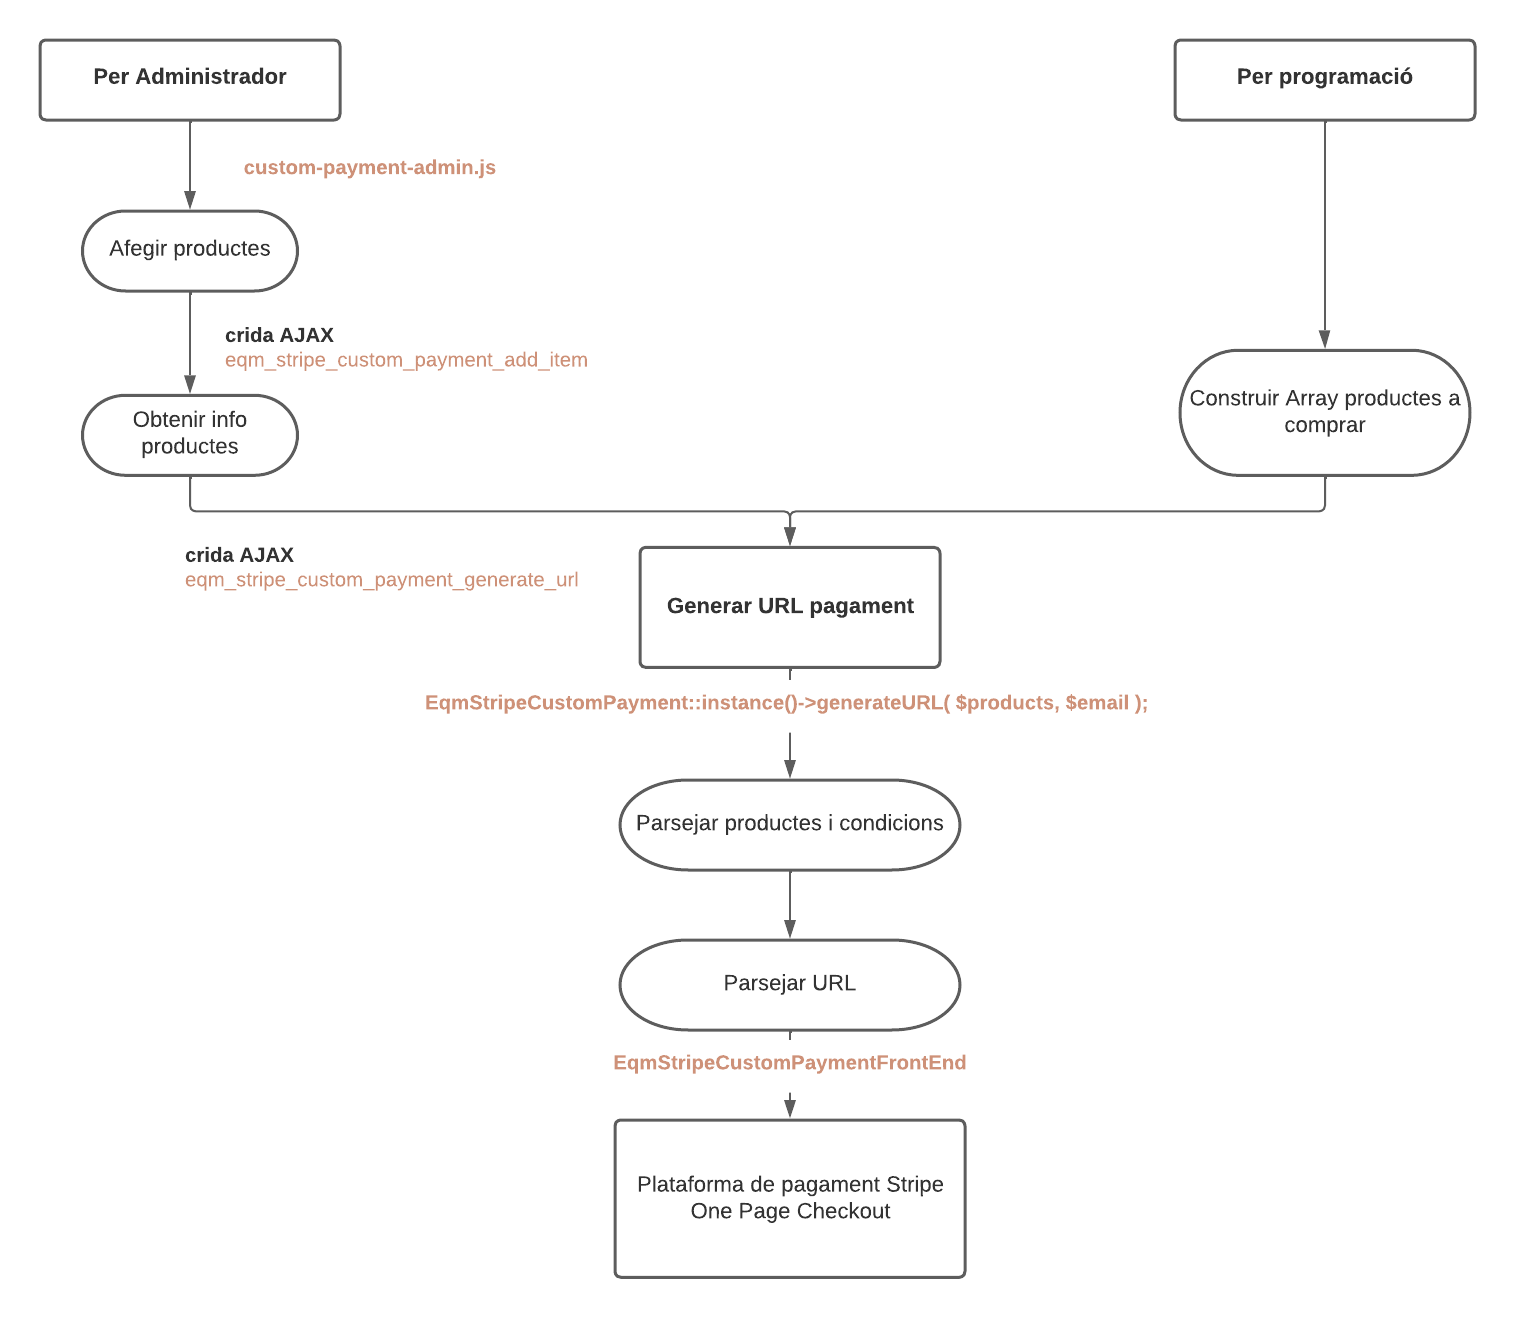 Per Administrador
Per programació
custom-payment-admin.js
Afegir productes
crida AJAX
eqm_stripe_custom_payment_add_item
Construir Array productes a
comprar
Obtenir info
productes
crida AJAX
eqm_stripe_custom_payment_generate_url
Generar URL pagament
EqmStripeCustomPayment::instance()->generateURL( $products, $email );
Parsejar productes i condicions
Parsejar URL
EqmStripeCustomPaymentFrontEnd
Plataforma de pagament Stripe
One Page Checkout